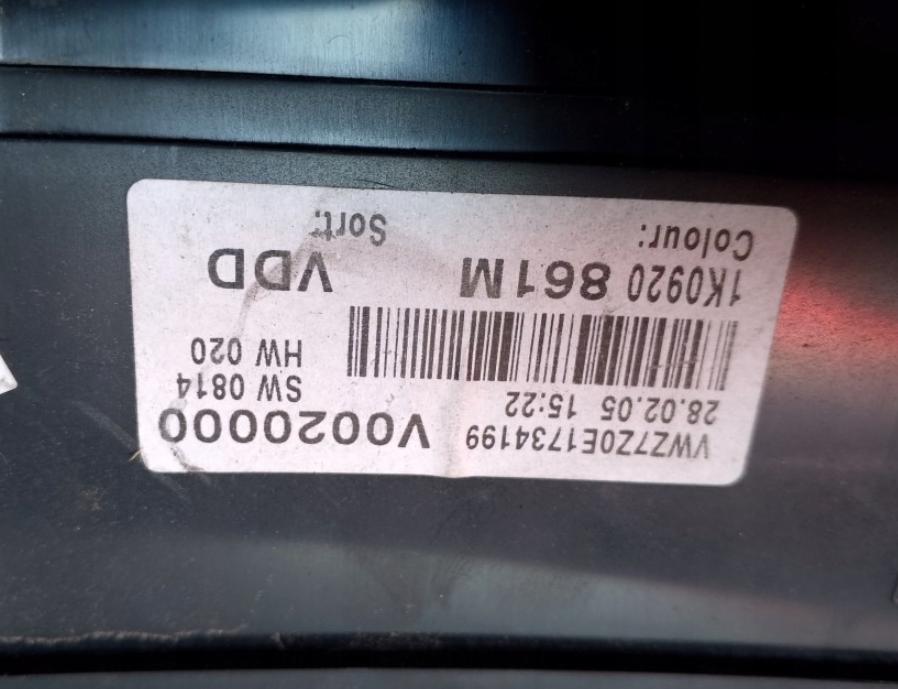 VWZ7Z0E1734199 V0020000
28.02.05 15:22 SW 0814
HW 020
1K0920 861M VDD
Colour: Sort: